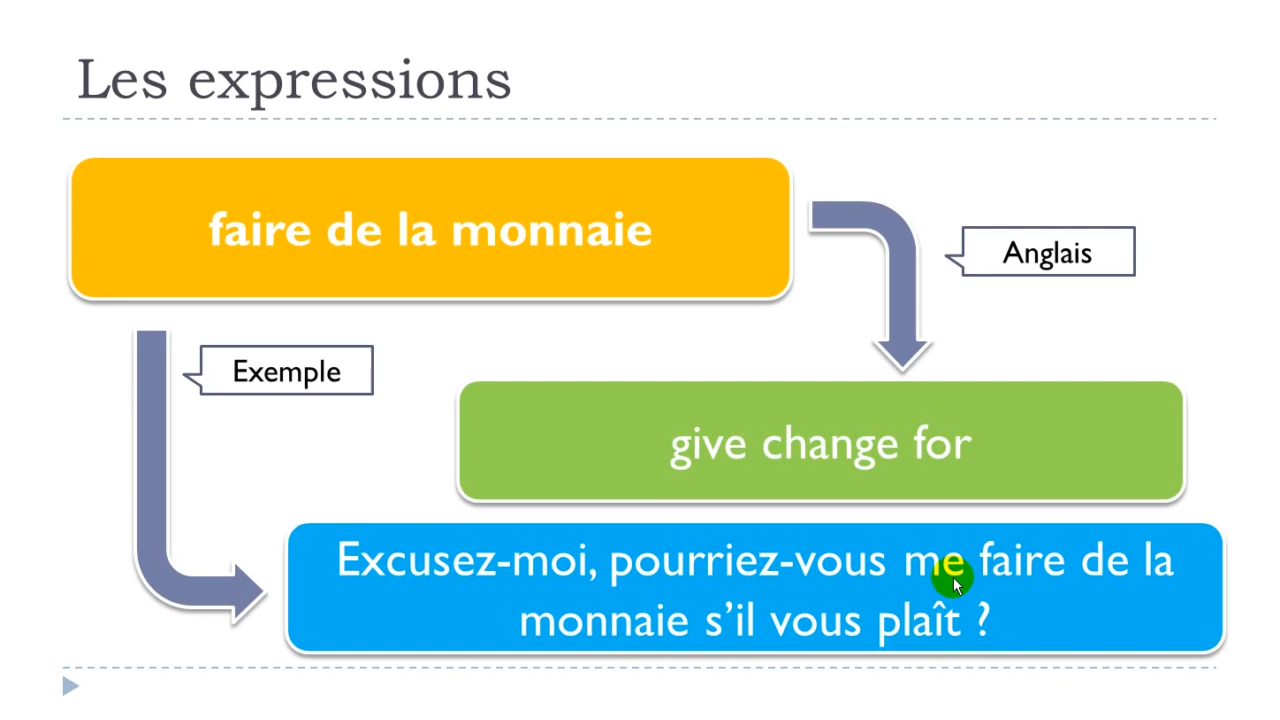 Les expressions
faire de la monnaie
Anglais
Exemple
give change for
Excusez-moi, pourriez-vous me faire de la
monnaie s’il vous plaît ?